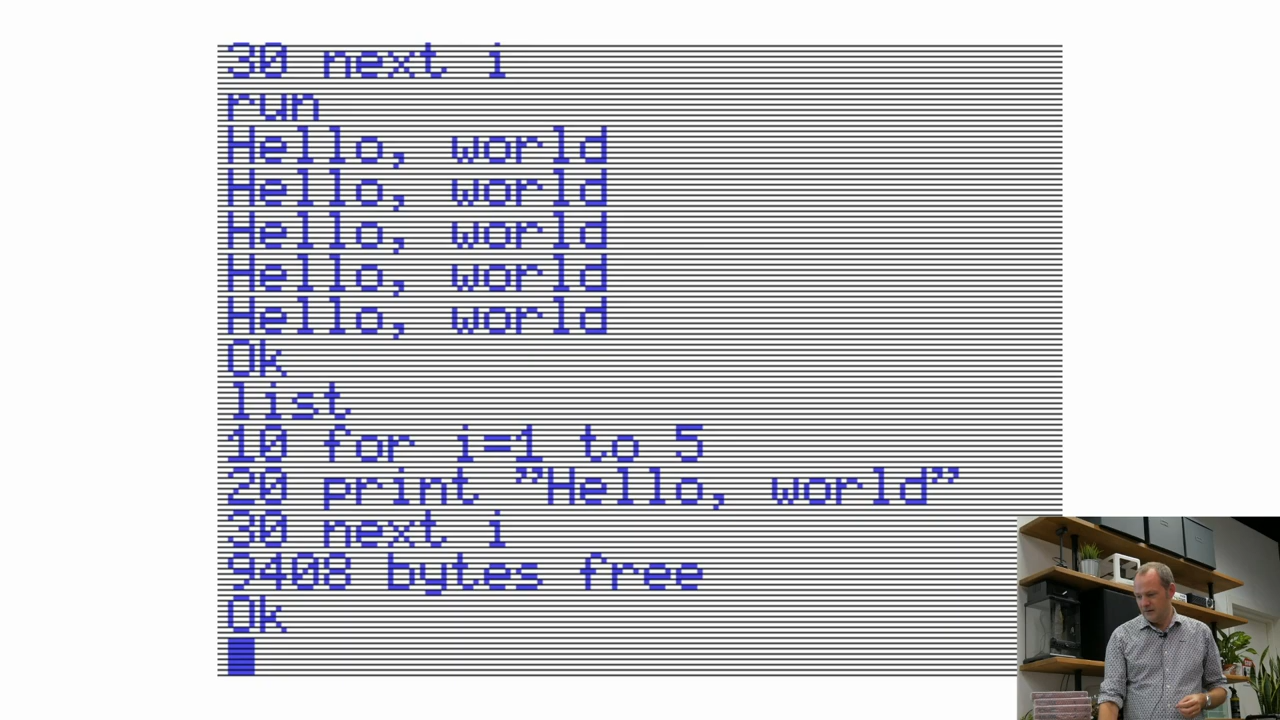 30 next i
run
Hello, world
Hello, world
Hello, world
Hello, world
Hello, world
Ok
list
10 for i=1 to 5
20 print "Hello, world"
30 next i
9408 bytes free
Ok